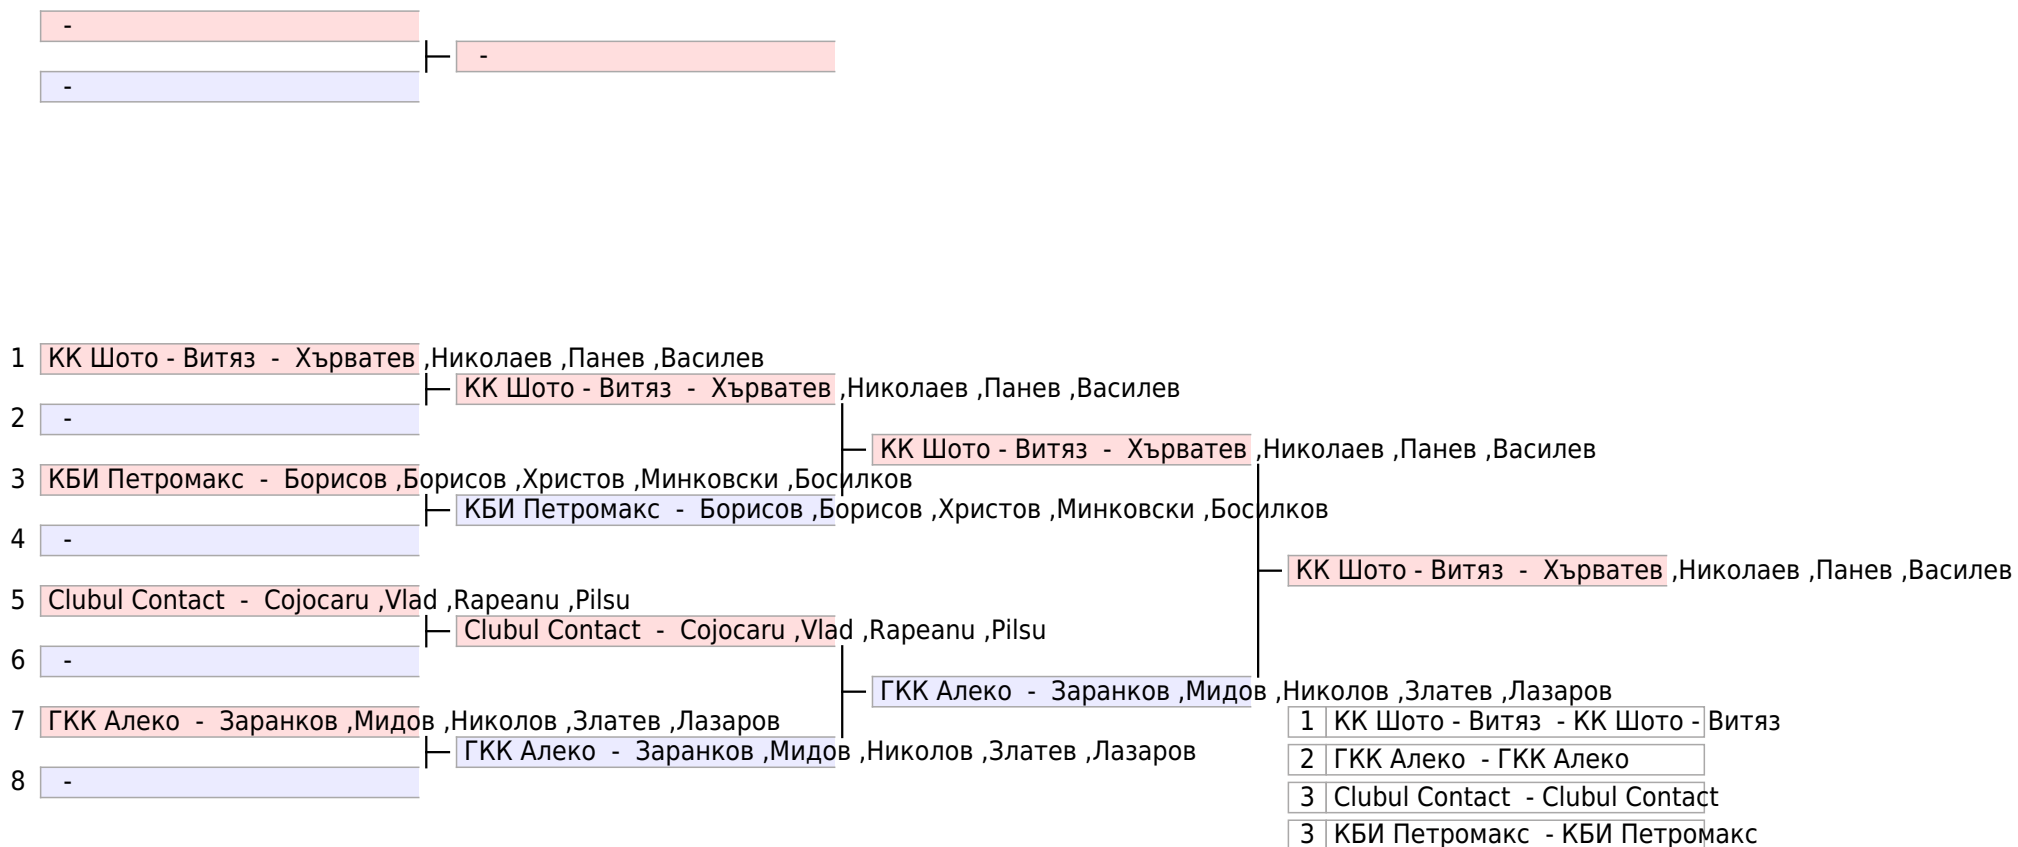 -
-
-
1 КК Шото - Витяз - Хърватев ,Николаев ,Панев ,Василев
КК Шото - Витяз - Хърватев ,Николаев ,Панев ,Василев
2 -
КК Шото - Витяз - Хърватев ,Николаев ,Панев ,Василев
3 КБИ Петромакс - Борисов ,Борисов ,Христов ,Минковски ,Босилков
КБИ Петромакс - Борисов ,Борисов ,Христов ,Минковски ,Босилков
4 -
КК Шото - Витяз - Хърватев ,Николаев ,Панев ,Василев
5 Clubul Contact - Cojocaru ,Vlad ,Rapeanu ,Pilsu
Clubul Contact - Cojocaru ,Vlad ,Rapeanu ,Pilsu
6 -
ГКК Алеко - Заранков ,Мидов ,Николов ,Златев ,Лазаров
7 ГКК Алеко - Заранков ,Мидов ,Николов ,Златев ,Лазаров
ГКК Алеко - Заранков ,Мидов ,Николов ,Златев ,Лазаров
8 -
1 КК Шото - Витяз - КК Шото - Витяз
2 ГКК Алеко - ГКК Алеко
3 Clubul Contact - Clubul Contact
3 КБИ Петромакс - КБИ Петромакс